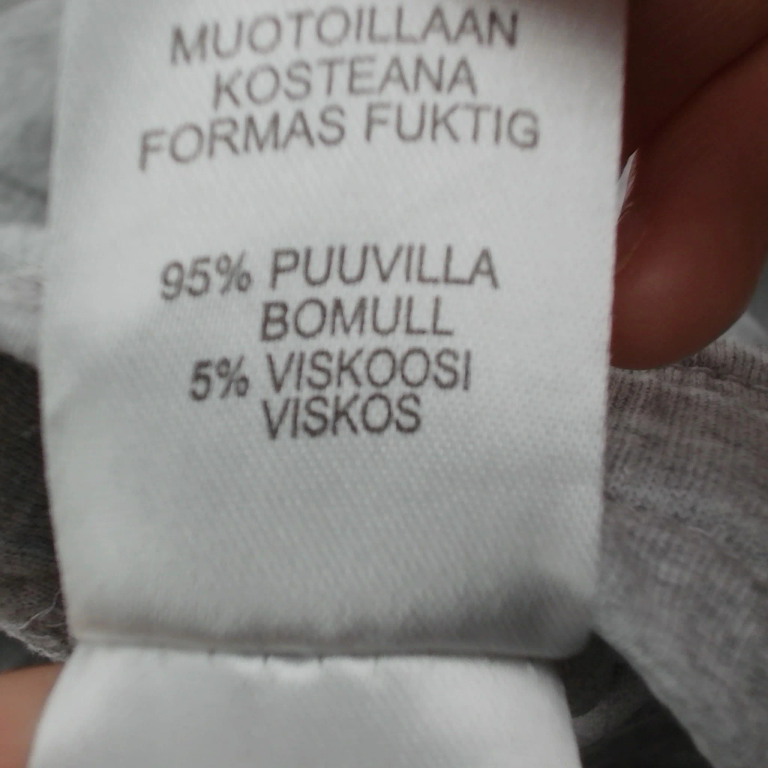 MUOTOILLAAN
KOSTEANA
FORMAS FUKTIG
95% PUUVILLA
BOMULL
5% VISKOOSI
VISKOS